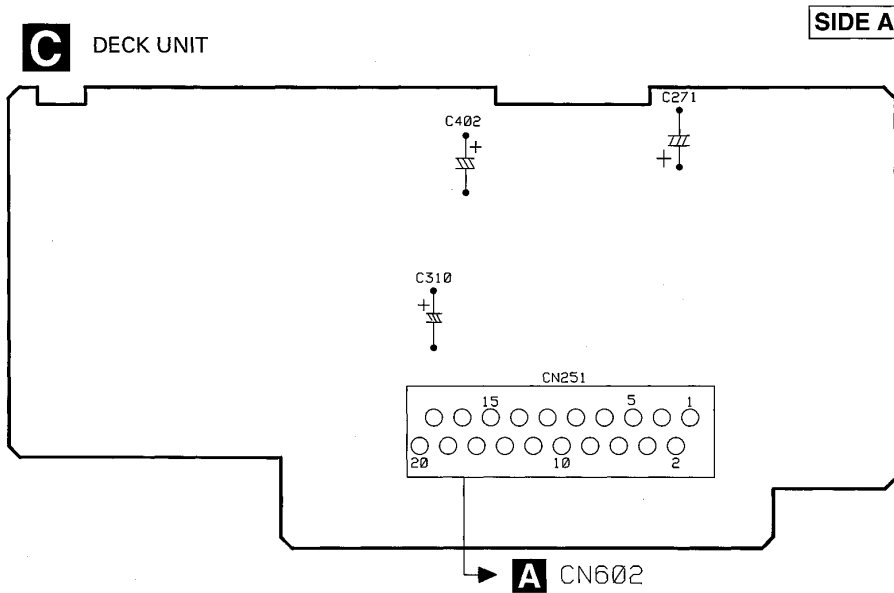 SIDE A
C DECK UNIT
C271
C402
+
+
C310
+
CN251
15 5 1
20 10 2
A CN602